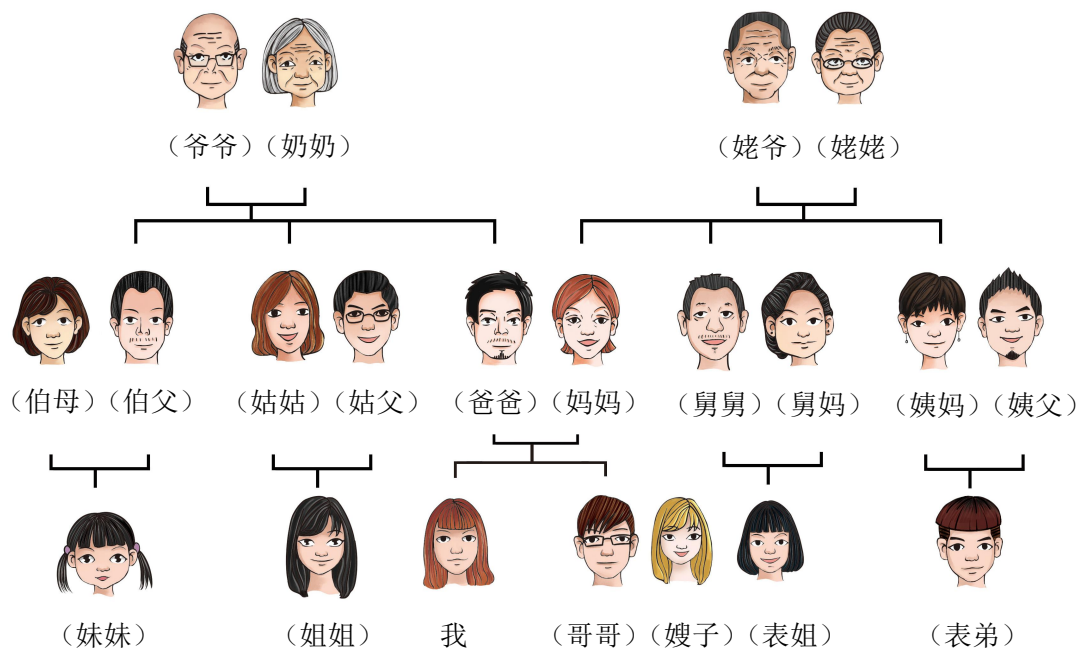 （爷爷）（奶奶） （姥爷）（姥姥）
（伯母）（伯父） （姑姑）（姑父） （爸爸）（妈妈） （舅舅）（舅妈） （姨妈）（姨父）
（妹妹） （姐姐） 我 （哥哥）（嫂子）（表姐） （表弟）